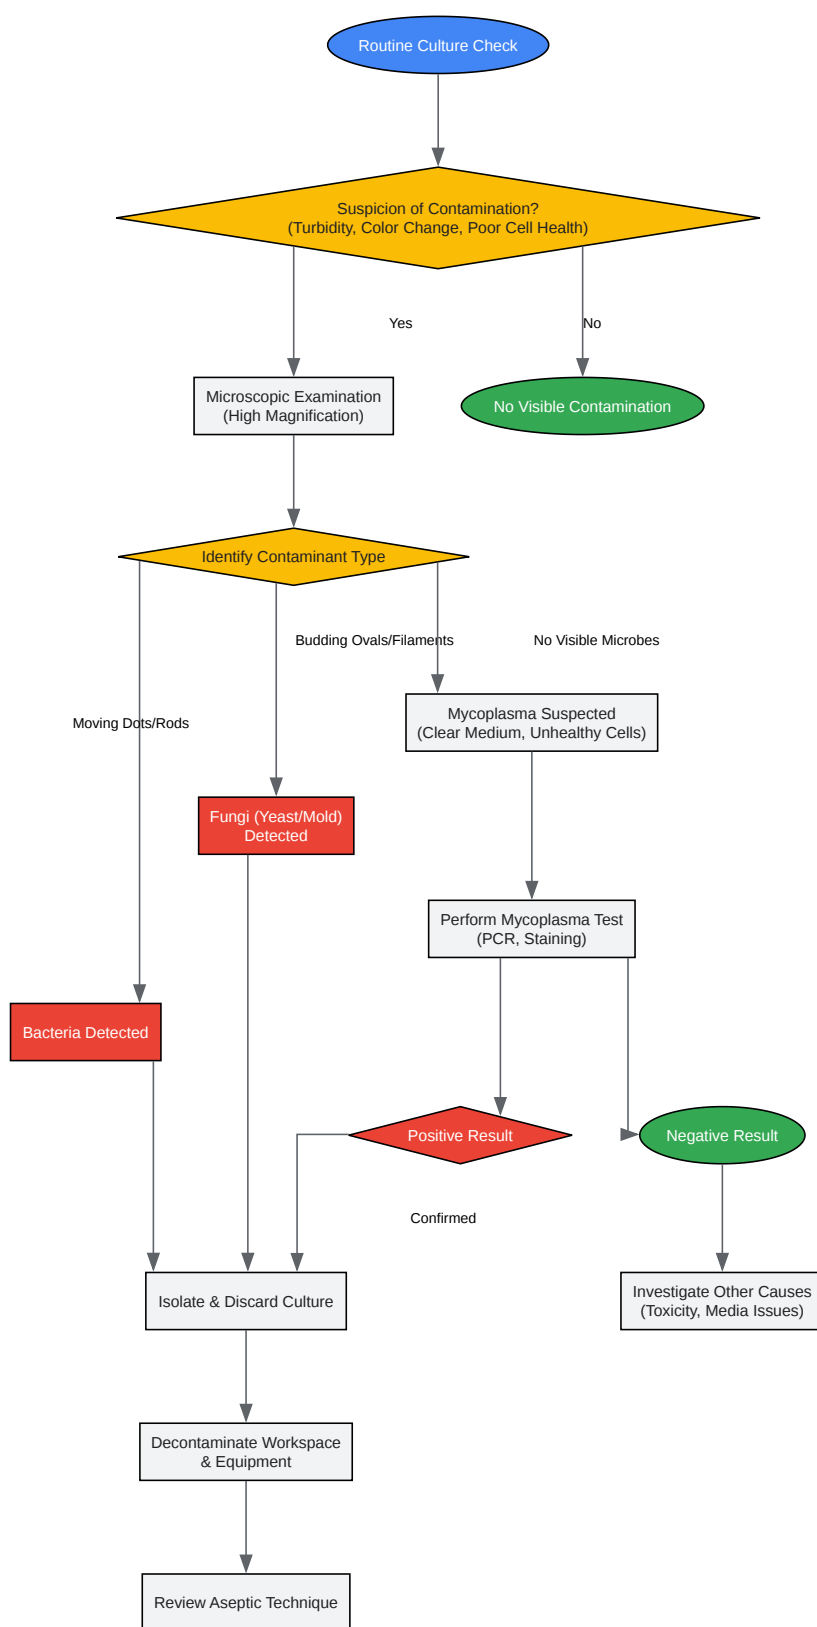 Routine Culture Check
Suspicion of Contamination?
(Turbidity, Color Change, Poor Cell Health)
Yes
No
Microscopic Examination
(High Magnification)
No Visible Contamination
Identify Contaminant Type
Budding Ovals/Filaments
No Visible Microbes
Moving Dots/Rods
Mycoplasma Suspected
(Clear Medium, Unhealthy Cells)
Fungi (Yeast/Mold)
Detected
Perform Mycoplasma Test
(PCR, Staining)
Bacteria Detected
Positive Result
Negative Result
Confirmed
Isolate & Discard Culture
Investigate Other Causes
(Toxicity, Media Issues)
Decontaminate Workspace
& Equipment
Review Aseptic Technique